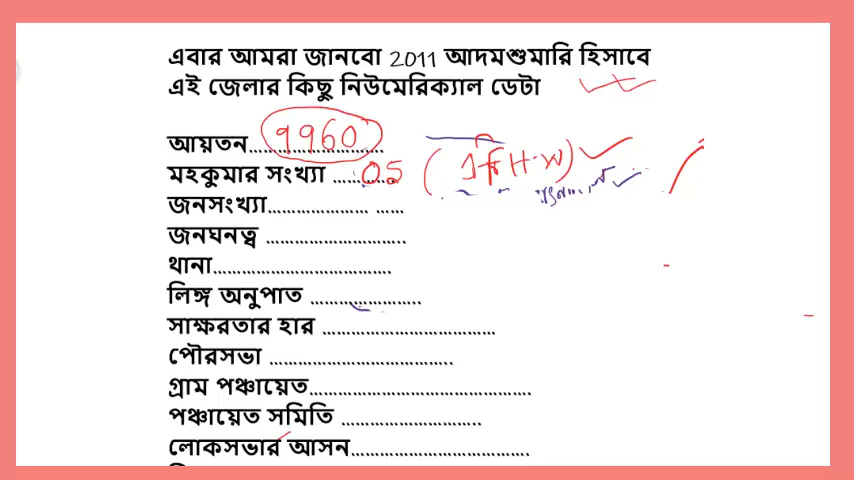 এবার আমরা জানবো 2011 আদমশুমারি হিসাবে
এই জেলার কিছু নিউমেরিক্যাল ডেটা
আয়তন............................ 9960
মহকুমার সংখ্যা ............. 05 (H.W)
জনসংখ্যা..................... ......
জনঘনত্ব .............................
থানা.....................................
লিঙ্গ অনুপাত .......................
সাক্ষরতার হার ....................................
পৌরসভা ......................................
গ্রাম পঞ্চায়েত..............................................
পঞ্চায়েত সমিতি .............................
লোকসভার আসন.....................................